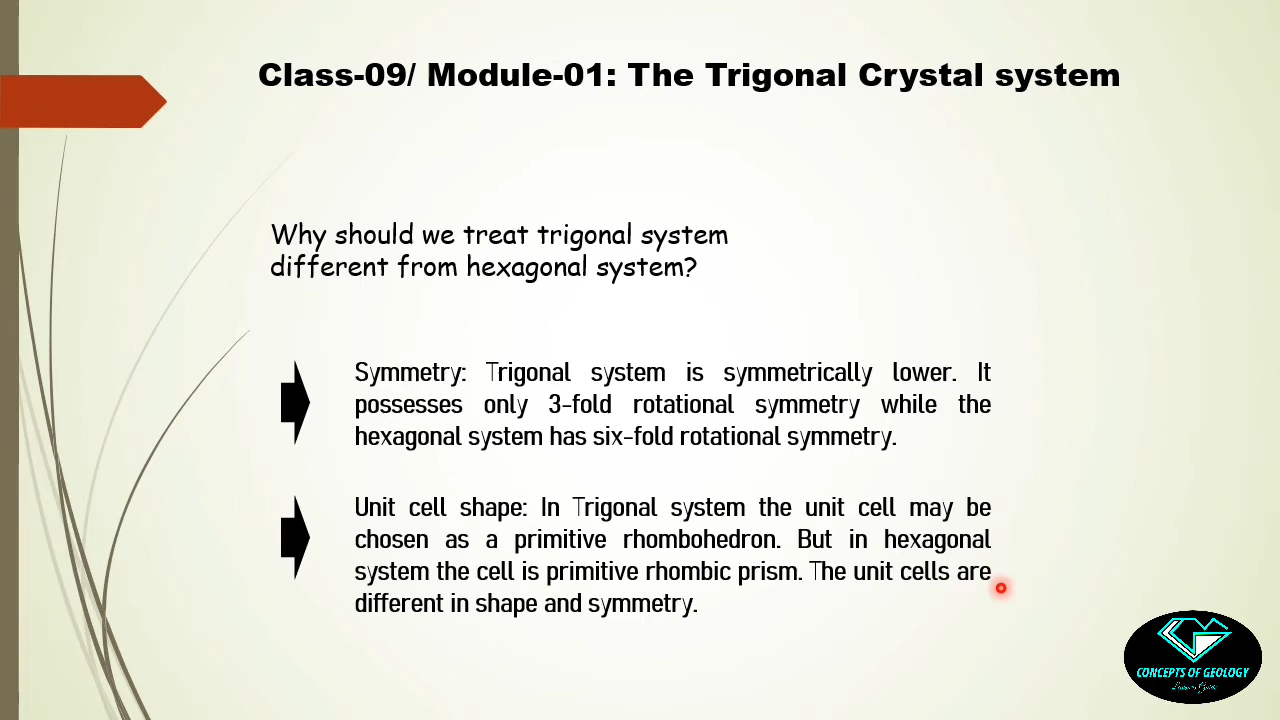 Class-09/ Module-01: The Trigonal Crystal system
Why should we treat trigonal system
different from hexagonal system?
Symmetry: Trigonal system is symmetrically lower. It
possesses only 3-fold rotational symmetry while the
hexagonal system has six-fold rotational symmetry.
Unit cell shape: In Trigonal system the unit cell may be
chosen as a primitive rhombohedron. But in hexagonal
system the cell is primitive rhombic prism. The unit cells are
different in shape and symmetry.
CONCEPTS OF GEOLOGY